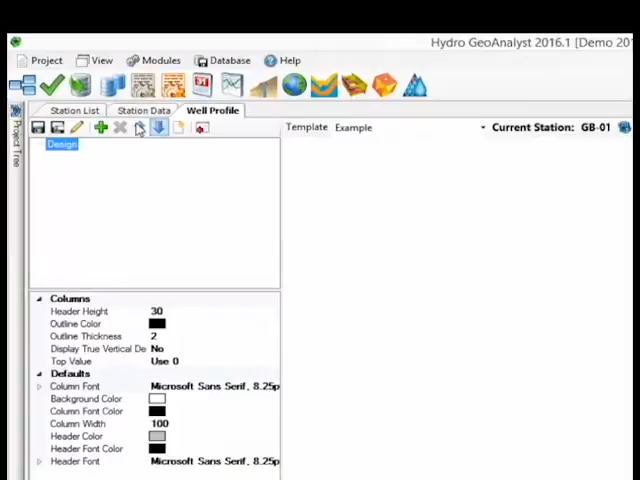 Hydro GeoAnalyst 2016.1 [Demo 20
Project View Modules Database Help
Station List Station Data Well Profile
Template Example Current Station: GB-01
Project Tree
Design
Columns
Header Height 30
Outline Color
Outline Thickness 2
Display True Vertical De No
Top Value Use 0
Defaults
Column Font Microsoft Sans Serif, 8.25p
Background Color
Column Font Color
Column Width 100
Header Color
Header Font Color
Header Font Microsoft Sans Serif, 8.25p